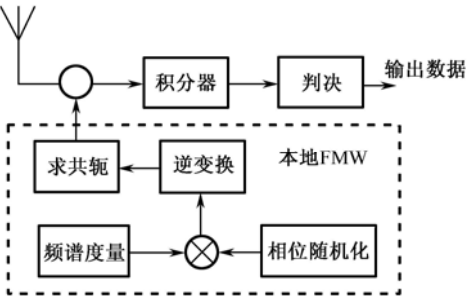 输出数据
积分器
判决
求共轭
逆变换
本地FMW
频谱度量
相位随机化